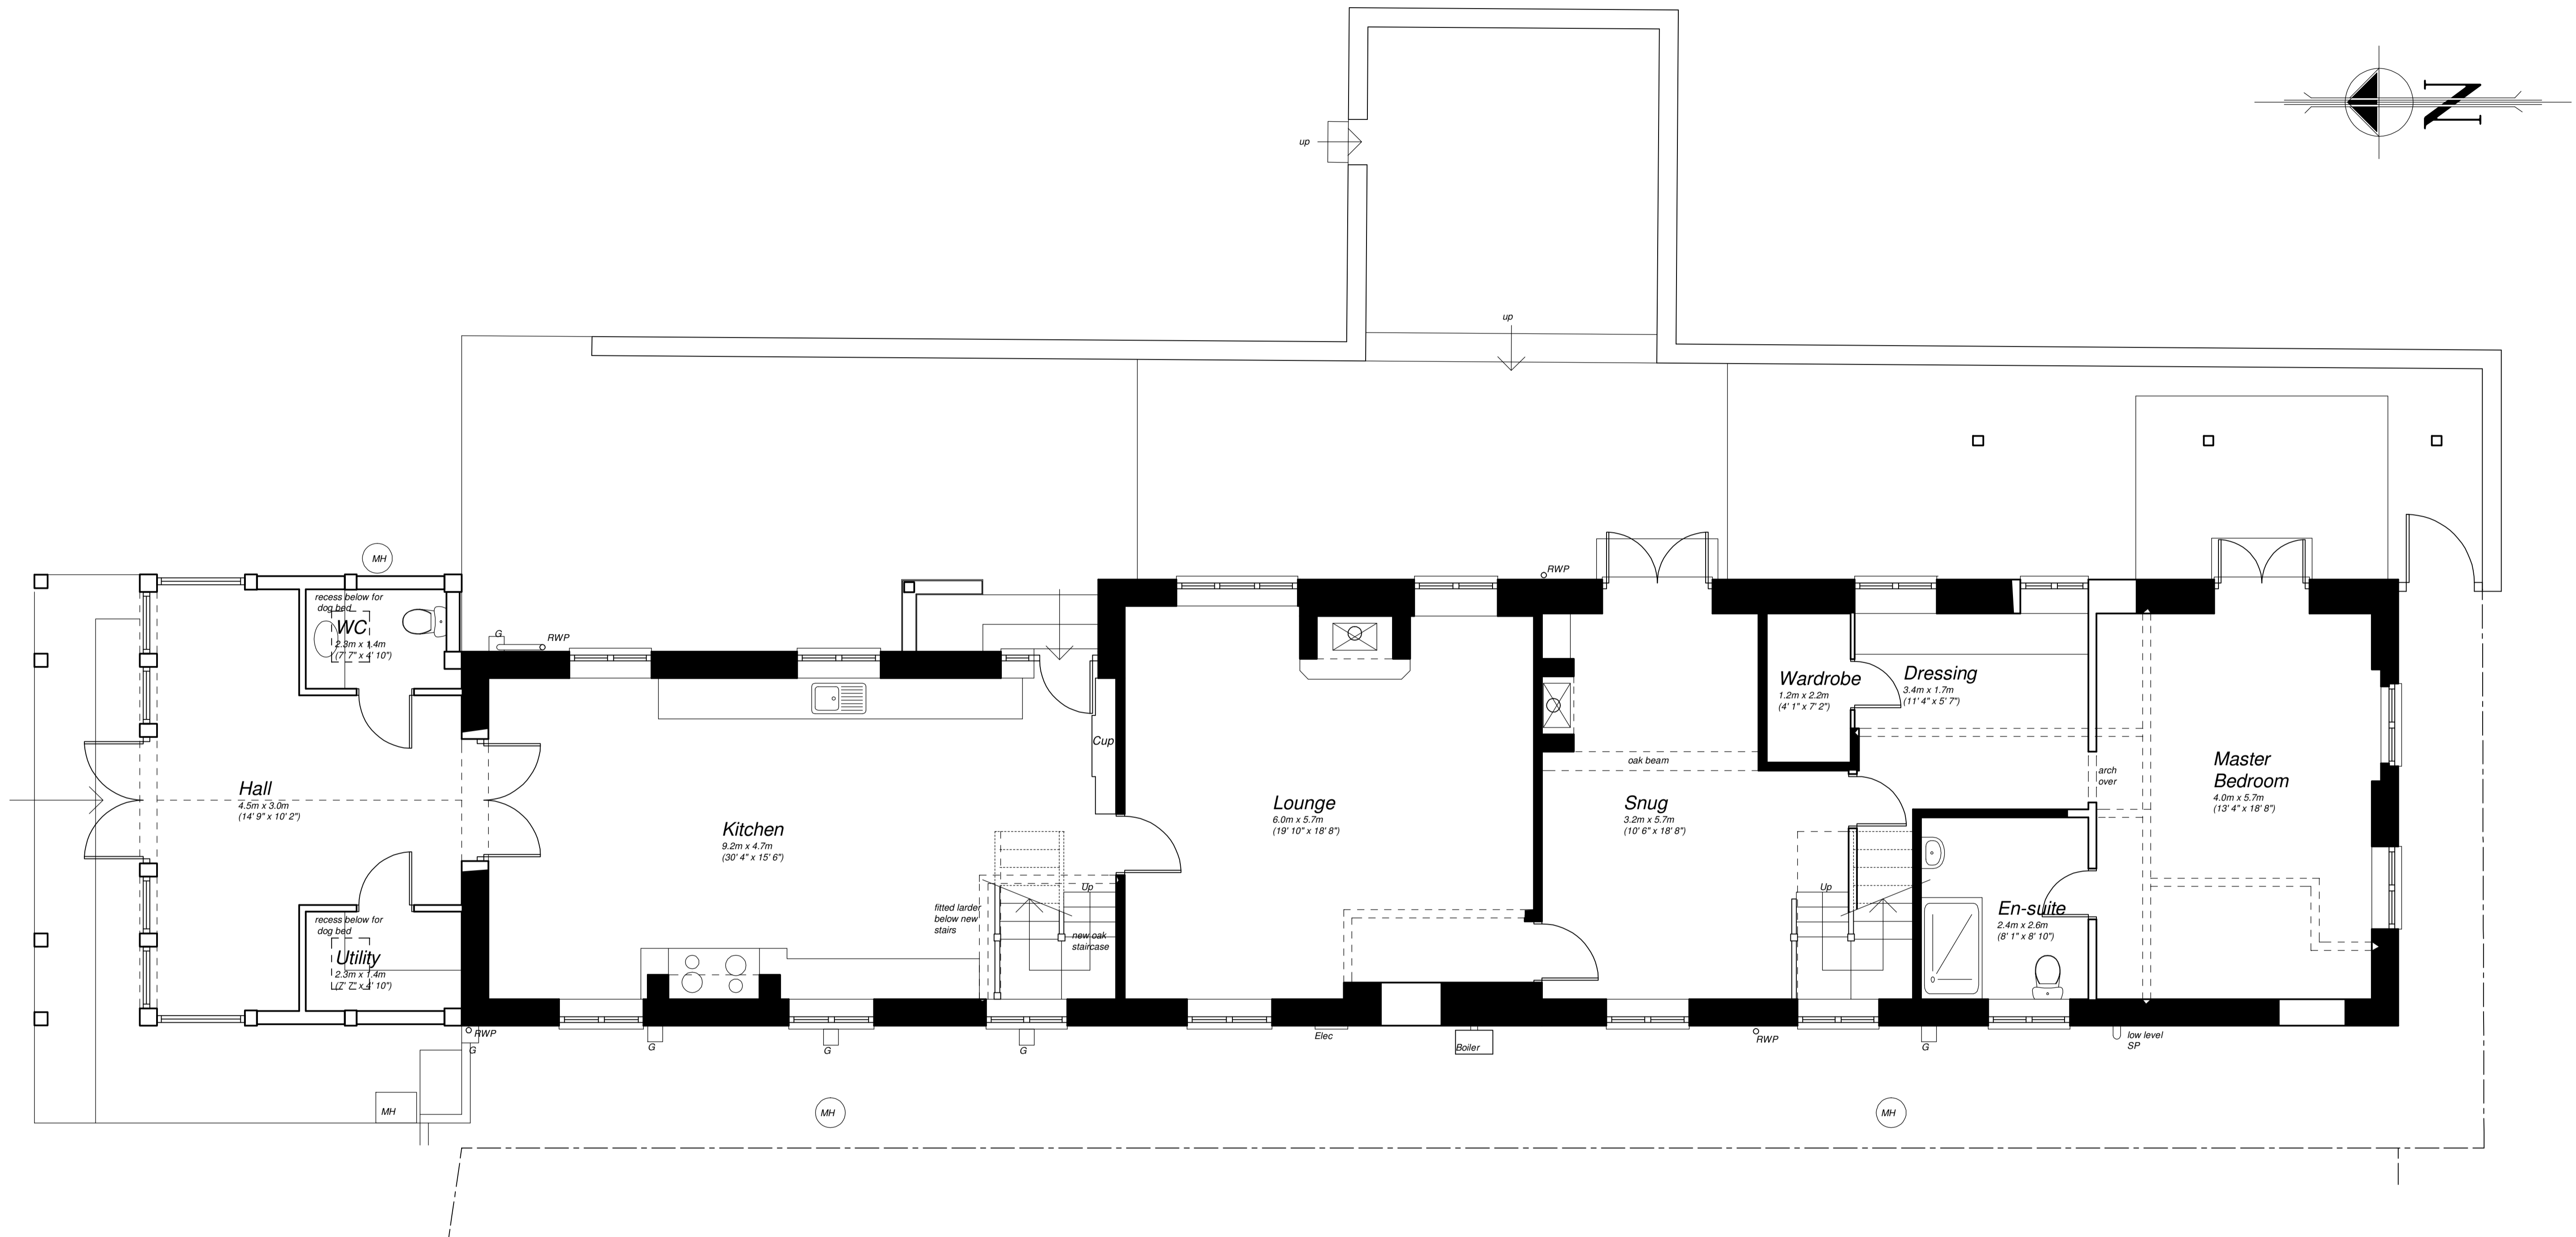 N
up
up
MH
RWP
recess below for
dog bed
WC
2.3m x 1.4m
(7' 7" x 4' 10")
G
RWP
Hall
4.5m x 3.0m
(14' 9" x 10' 2")
recess below for
dog bed
Utility
2.3m x 1.4m
(7' 7" x 4' 10")
Kitchen
9.2m x 4.7m
(30' 4" x 15' 6")
Cup
fitted larder
below new
stairs
Up
new oak
staircase
Lounge
6.0m x 5.7m
(19' 10" x 18' 8")
oak beam
Snug
3.2m x 5.7m
(10' 6" x 18' 8")
Up
Wardrobe
1.2m x 2.2m
(4' 1" x 7' 2")
Dressing
3.4m x 1.7m
(11' 4" x 5' 7")
arch
over
En-suite
2.4m x 2.6m
(8' 1" x 8' 10")
Master
Bedroom
4.0m x 5.7m
(13' 4" x 18' 8")
RWP
G
G
G
G
Elec
Boiler
RWP
G
low level
SP
MH
MH
MH